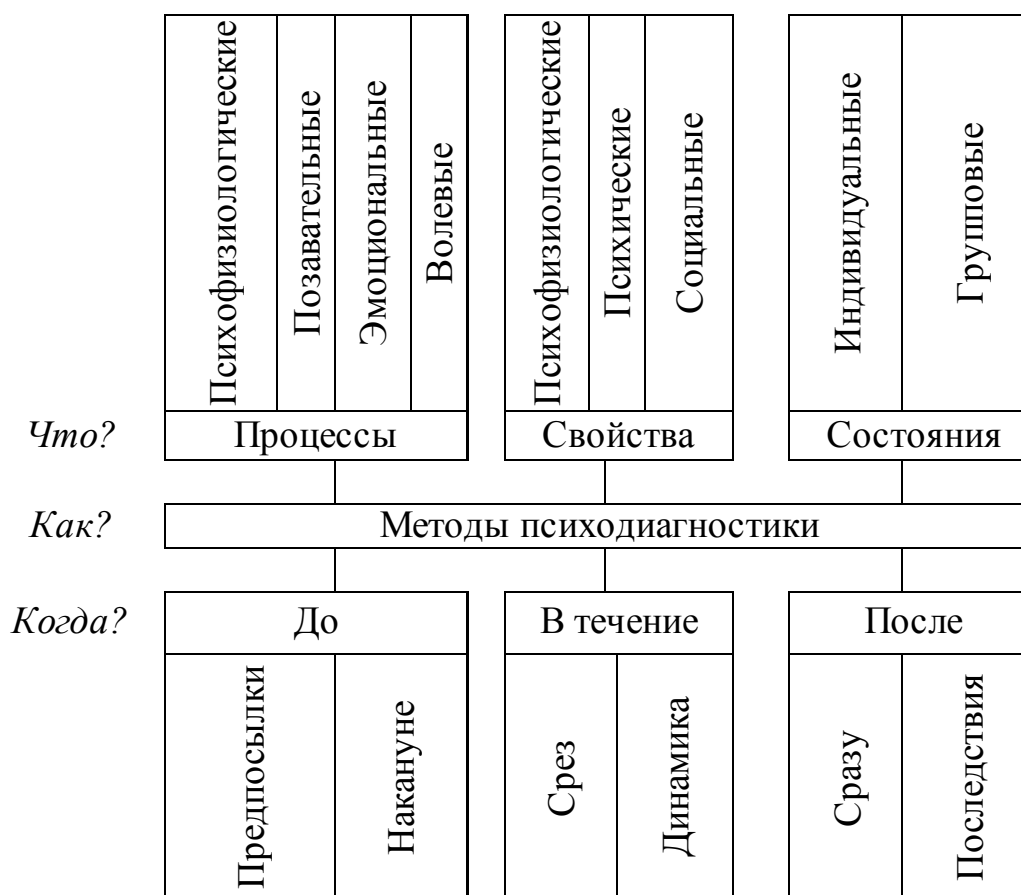 Психофизиологические
Позавательные
Эмоциональные
Волевые
Психофизиологические
Психические
Социальные
Индивидуальные
Групповые
Что?
Процессы
Свойства
Состояния
Как?
Методы психодиагностики
Когда?
До
В течение
После
Предпосылки
Накануне
Срез
Динамика
Сразу
Последствия